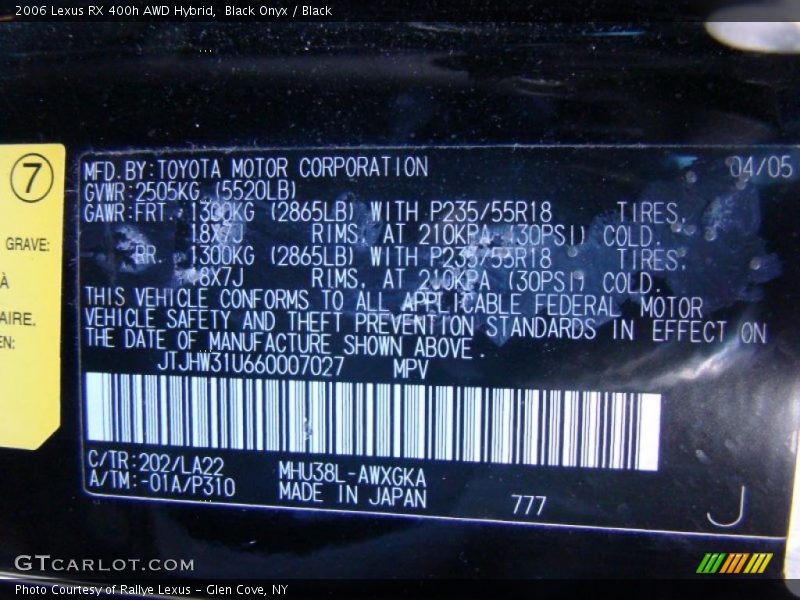 2006 Lexus RX 400h AWD Hybrid, Black Onyx / Black
7
GRAVE:
À
AIRE.
EN:
MFD.BY:TOYOTA MOTOR CORPORATION 04/05
GVWR:2505KG (5520LB)
GAWR:FRT. 1300KG (2865LB) WITH P235/55R18 TIRES,
18X7J RIMS, AT 210KPA (30PSI) COLD.
RR. 1300KG (2865LB) WITH P235/55R18 TIRES,
18X7J RIMS, AT 210KPA (30PSI) COLD.
THIS VEHICLE CONFORMS TO ALL APPLICABLE FEDERAL MOTOR
VEHICLE SAFETY AND THEFT PREVENTION STANDARDS IN EFFECT ON
THE DATE OF MANUFACTURE SHOWN ABOVE.
JTJHW31U660007027 MPV
C/TR:202/LA22 MHU38L-AWXGKA
A/TM:-01A/P310 MADE IN JAPAN 777 J
GTcarlot.com
Photo Courtesy of Rallye Lexus - Glen Cove, NY